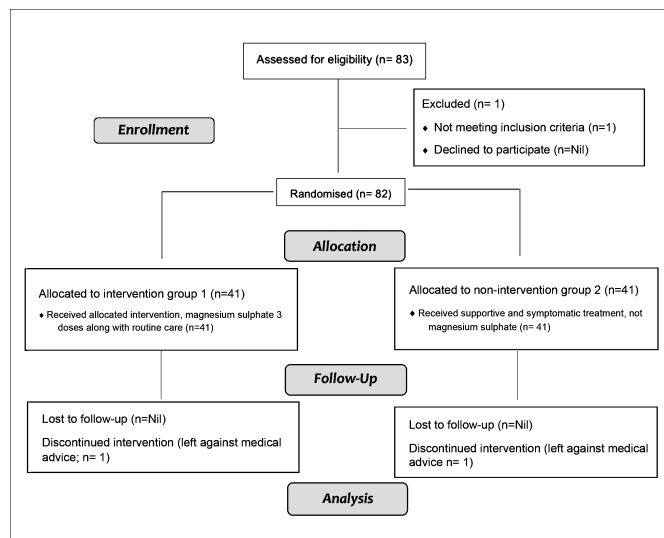 Assessed for eligibility (n= 83)
Excluded (n= 1)
♦ Not meeting inclusion criteria (n=1)
♦ Declined to participate (n=Nil)
Enrollment
Randomised (n= 82)
Allocation
Allocated to intervention group 1 (n=41)
♦ Received allocated intervention, magnesium sulphate 3
doses along with routine care (n=41)
Allocated to non-intervention group 2 (n=41)
♦ Received supportive and symptomatic treatment, not
magnesium sulphate (n= 41)
Follow-Up
Lost to follow-up (n=Nil)
Discontinued intervention (left against medical
advice; n= 1)
Lost to follow-up (n=Nil)
Discontinued intervention (left against medical
advice n= 1)
Analysis